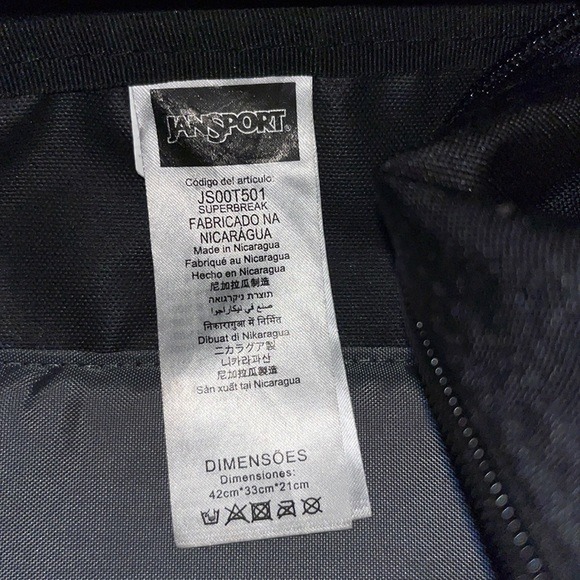 JANSPORT®
Código del artículo:
JS00T501
SUPERBREAK
FABRICADO NA
NICARÁGUA
Made in Nicaragua
Fabriqué au Nicaragua
Hecho en Nicaragua
尼加拉瓜制造
תוצרת ניקרגואה
صنع في نيكاراجوا
निकारागुआ में निर्मित
Dibuat di Nikaragua
ニカラグア製
니카라과산
尼加拉瓜製造
Sản xuất tại Nicaragua
DIMENSÕES
Dimensiones:
42cm*33cm*21cm